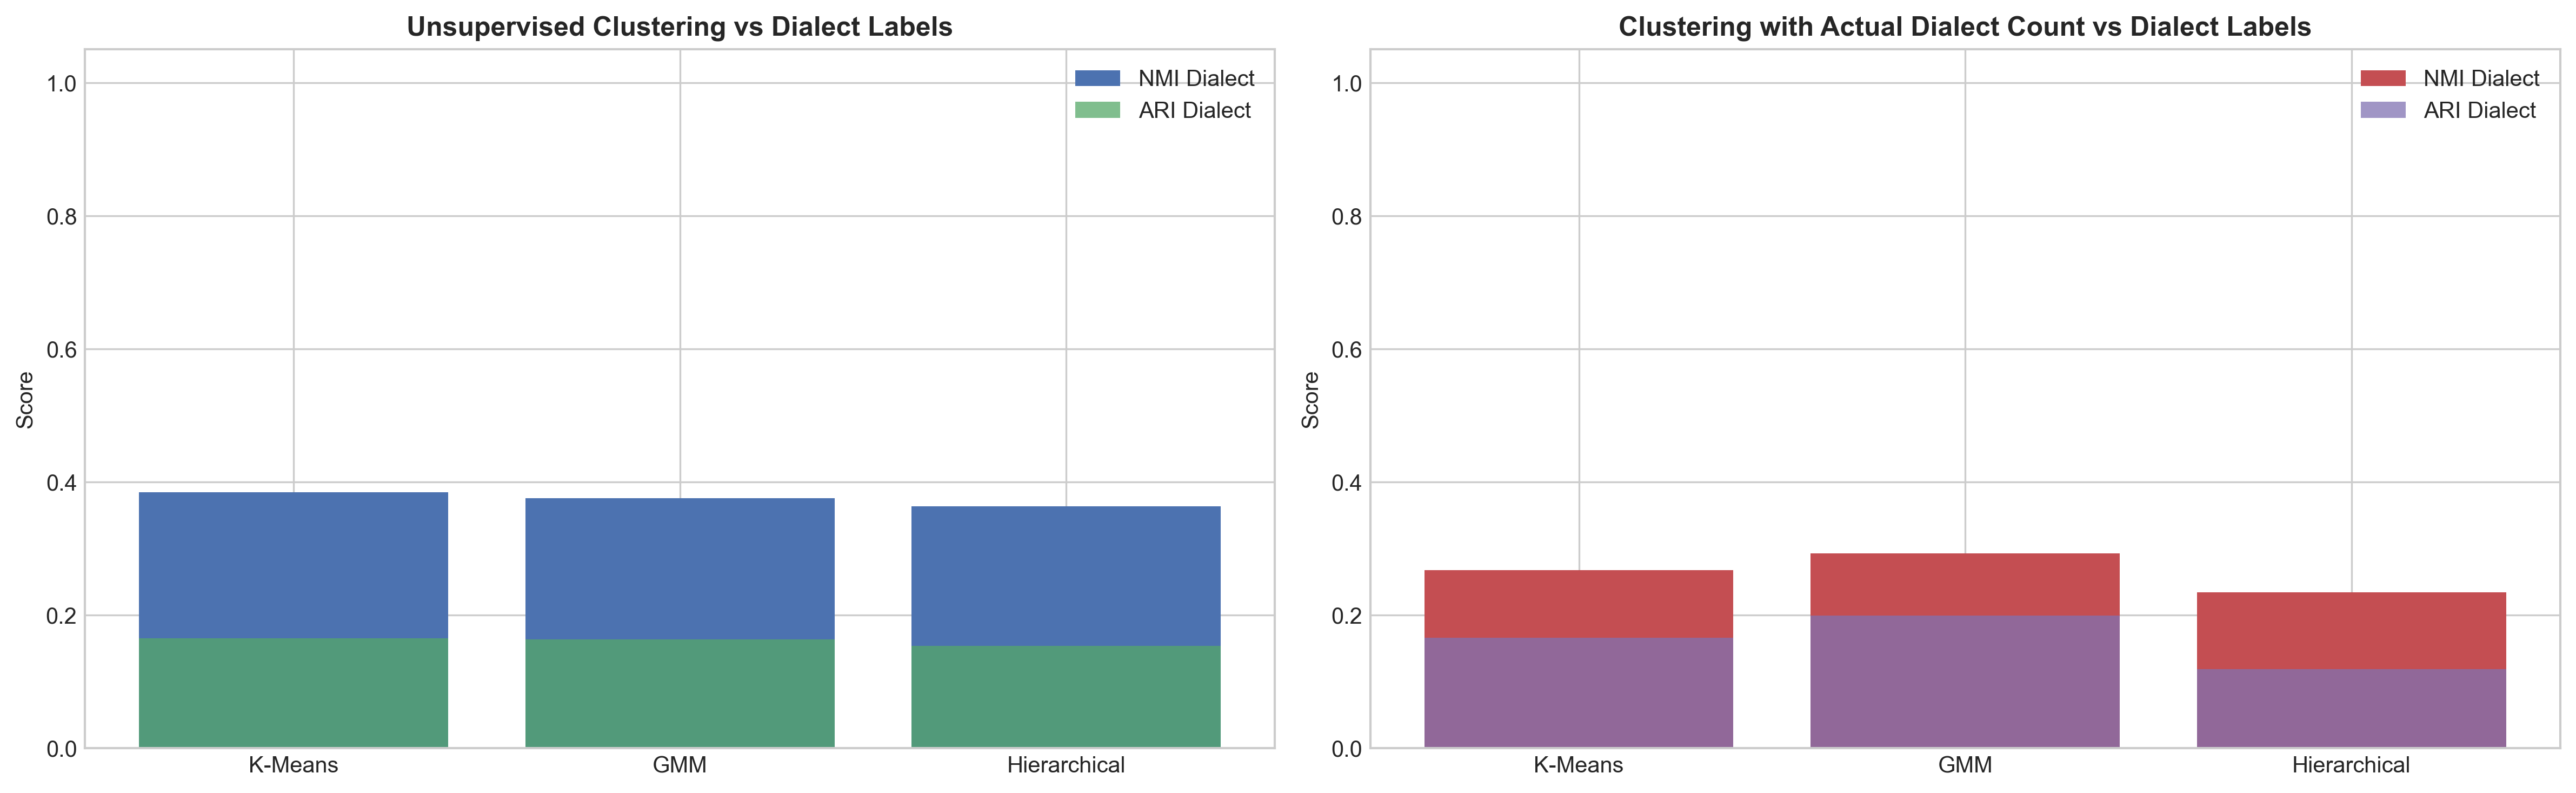 Unsupervised Clustering vs Dialect Labels
NMI Dialect
ARI Dialect
Score
1.0
0.8
0.6
0.4
0.2
0.0
K-Means GMM Hierarchical
Clustering with Actual Dialect Count vs Dialect Labels
NMI Dialect
ARI Dialect
Score
1.0
0.8
0.6
0.4
0.2
0.0
K-Means GMM Hierarchical